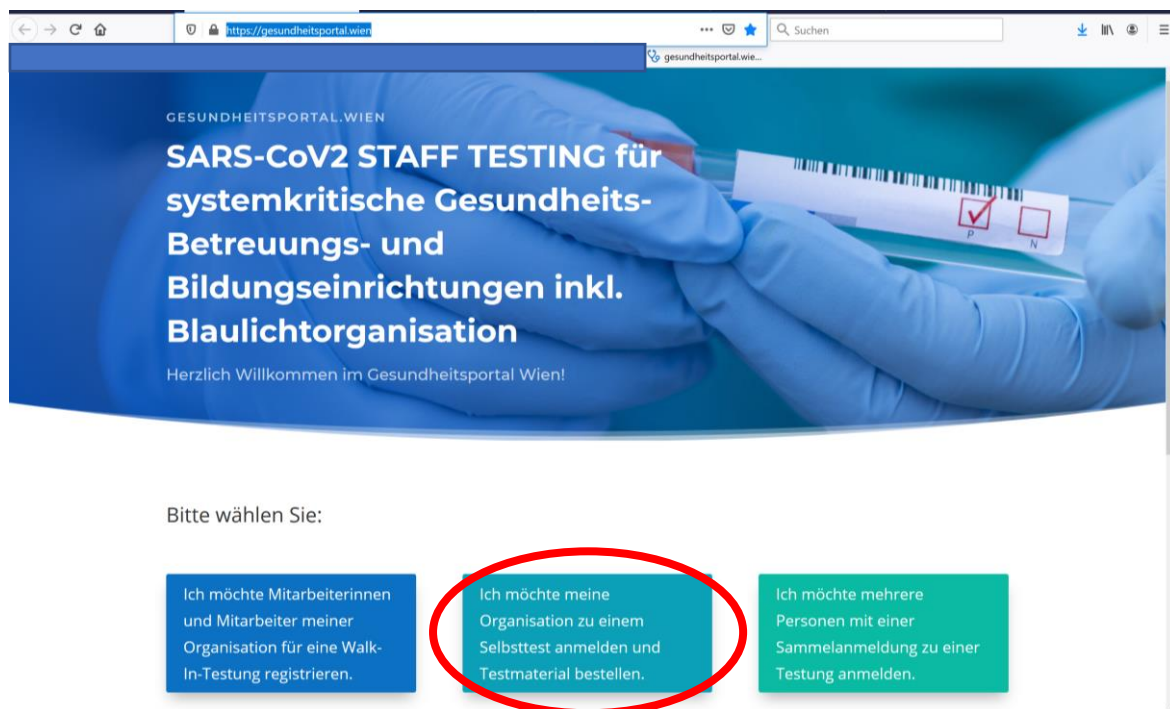 https://gesundheitsportal.wien
Suchen
gesundheitsportal.wie...
GESUNDHEITSPORTAL.WIEN
SARS-CoV2 STAFF TESTING für
systemkritische Gesundheits-
Betreuungs- und
Bildungseinrichtungen inkl.
Blaulichtorganisation
Herzlich Willkommen im Gesundheitsportal Wien!
P
N
Bitte wählen Sie:
Ich möchte Mitarbeiterinnen
und Mitarbeiter meiner
Organisation für eine Walk-
In-Testung registrieren.
Ich möchte meine
Organisation zu einem
Selbsttest anmelden und
Testmaterial bestellen.
Ich möchte mehrere
Personen mit einer
Sammelanmeldung zu einer
Testung anmelden.